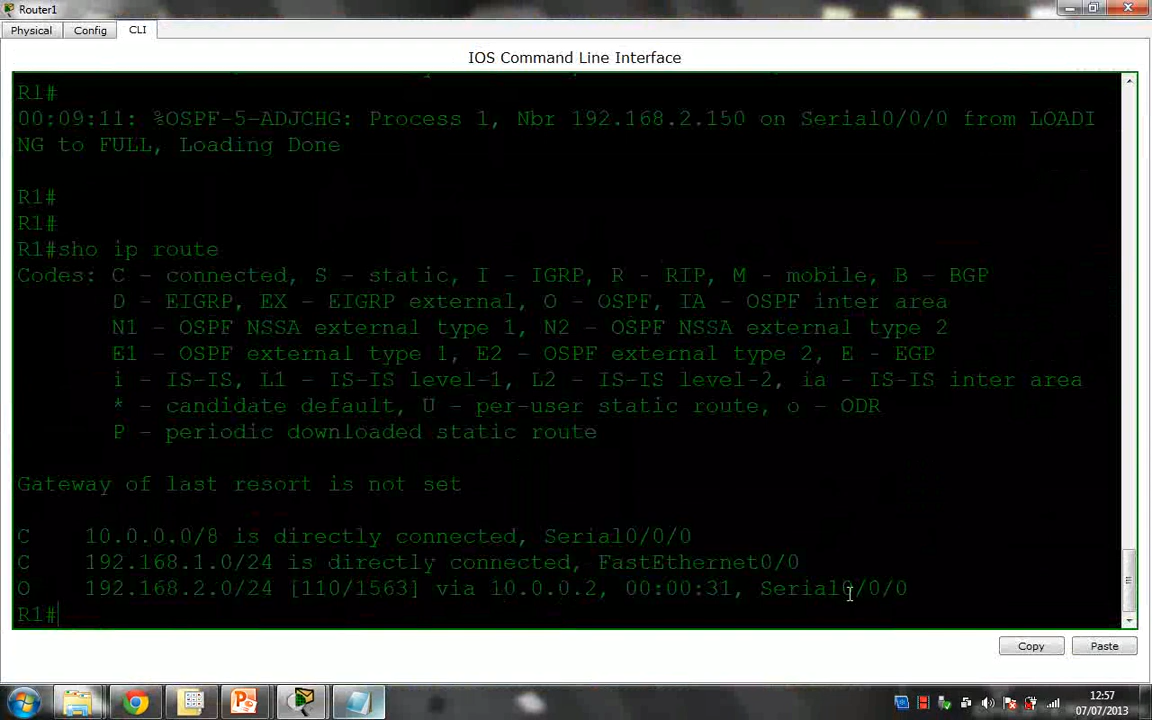 Router1
Physical Config CLI
IOS Command Line Interface
R1#
00:09:11: %OSPF-5-ADJCHG: Process 1, Nbr 192.168.2.150 on Serial0/0/0 from LOADI
NG to FULL, Loading Done
R1#
R1#
R1#sho ip route
Codes: C - connected, S - static, I - IGRP, R - RIP, M - mobile, B - BGP
D - EIGRP, EX - EIGRP external, O - OSPF, IA - OSPF inter area
N1 - OSPF NSSA external type 1, N2 - OSPF NSSA external type 2
E1 - OSPF external type 1, E2 - OSPF external type 2, E - EGP
i - IS-IS, L1 - IS-IS level-1, L2 - IS-IS level-2, ia - IS-IS inter area
* - candidate default, U - per-user static route, o - ODR
P - periodic downloaded static route
Gateway of last resort is not set
C 10.0.0.0/8 is directly connected, Serial0/0/0
C 192.168.1.0/24 is directly connected, FastEthernet0/0
O 192.168.2.0/24 [110/1563] via 10.0.0.2, 00:00:31, Serial0/0/0
R1#
Copy Paste
12:57
07/07/2013